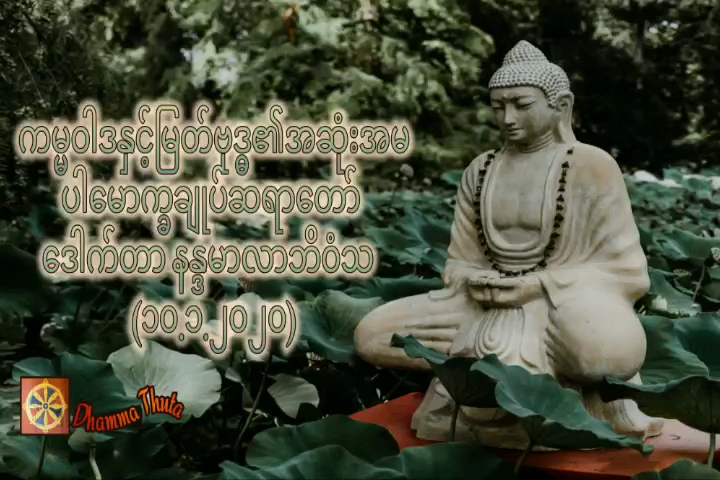 ကမ္မဝါဒနှင့်မြတ်ဗုဒ္ဓ၏အဆုံးအမ
ပါမောက္ခချုပ်ဆရာတော်
ဒေါက်တာ နန္ဒမာလာဘိဝံသ
(၁၀.၁.၂၀၂၀)
Dhamma Thuta